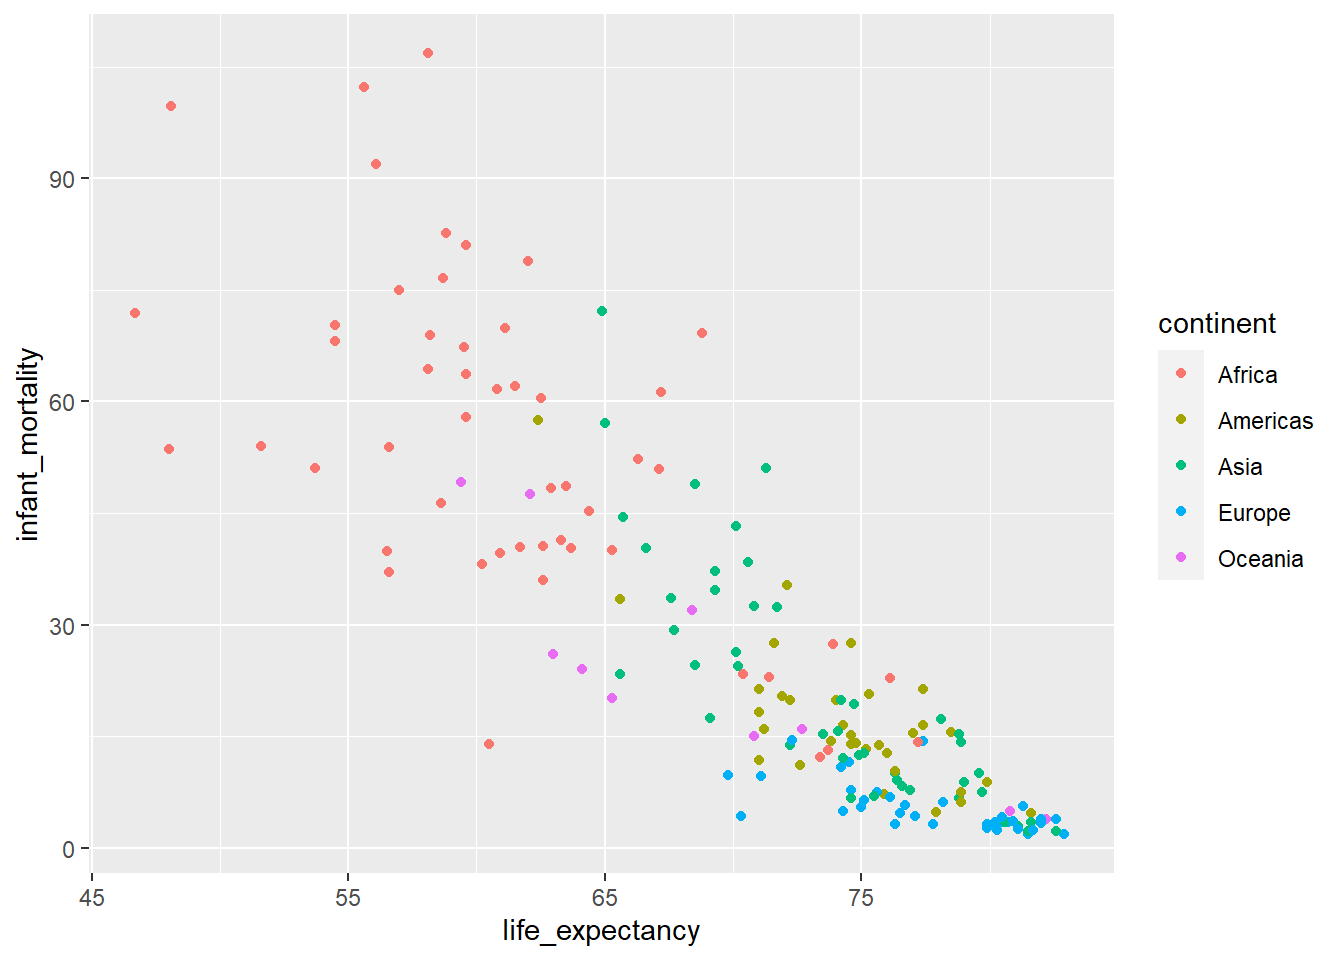 90
60
30
0
45
55
65
75
life_expectancy
infant_mortality
continent
Africa
Americas
Asia
Europe
Oceania